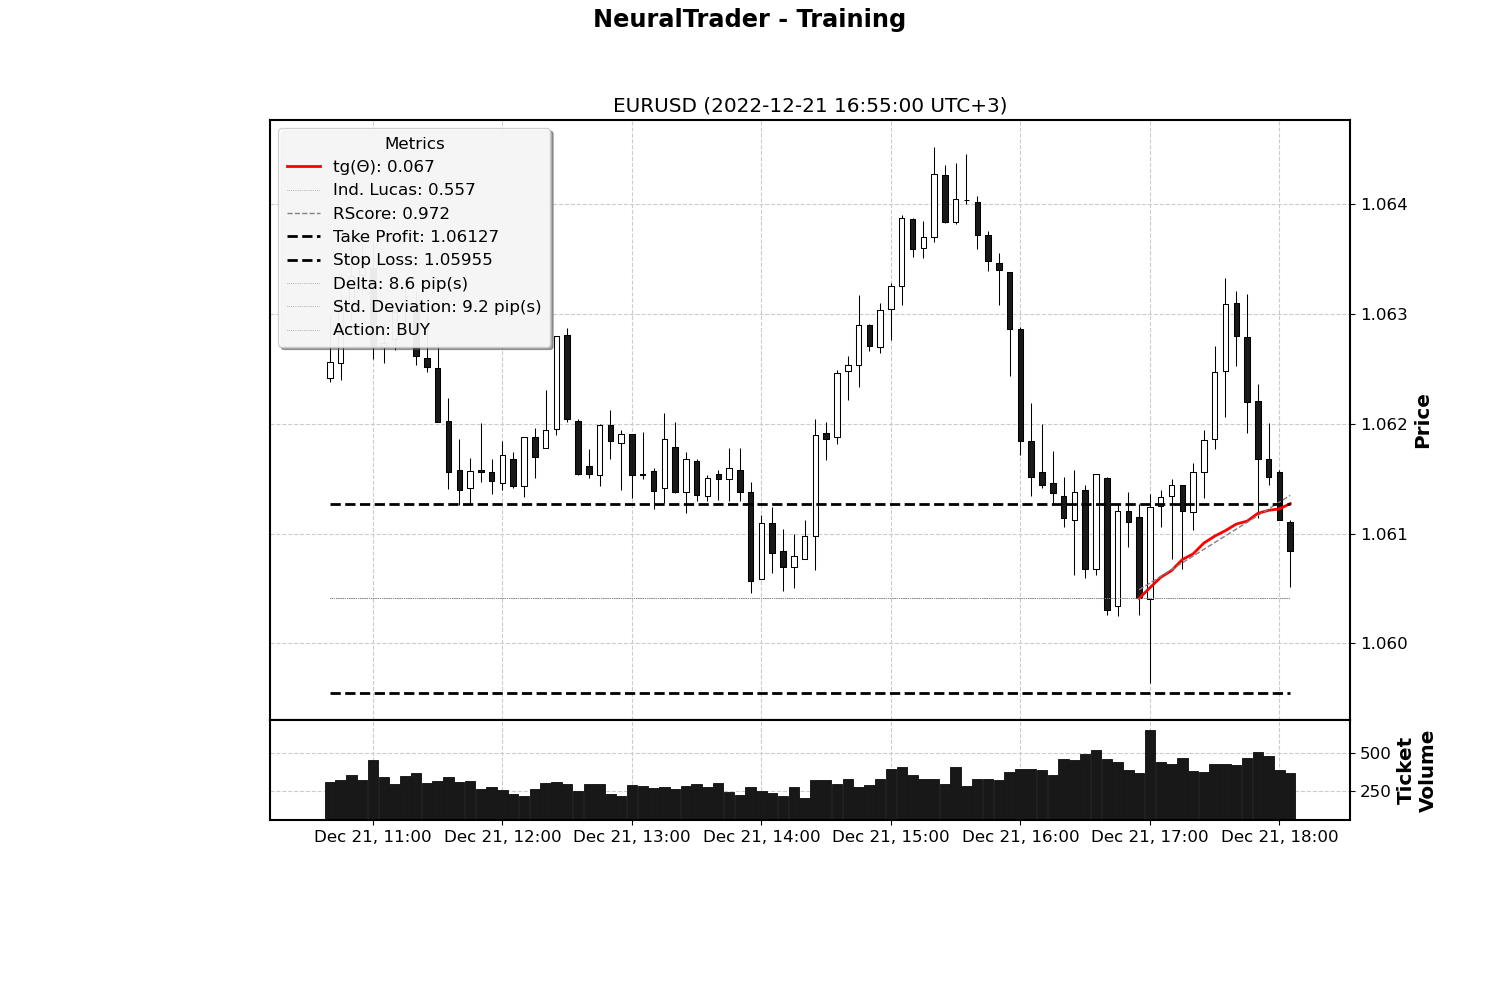 NeuralTrader - Training
EURUSD (2022-12-21 16:55:00 UTC+3)
Metrics
tg(Θ): 0.067
Ind. Lucas: 0.557
RScore: 0.972
Take Profit: 1.06127
Stop Loss: 1.05955
Delta: 8.6 pip(s)
Std. Deviation: 9.2 pip(s)
Action: BUY
1.064
1.063
1.062
1.061
1.060
Price
500
250
Ticket
Volume
Dec 21, 11:00 Dec 21, 12:00 Dec 21, 13:00 Dec 21, 14:00 Dec 21, 15:00 Dec 21, 16:00 Dec 21, 17:00 Dec 21, 18:00